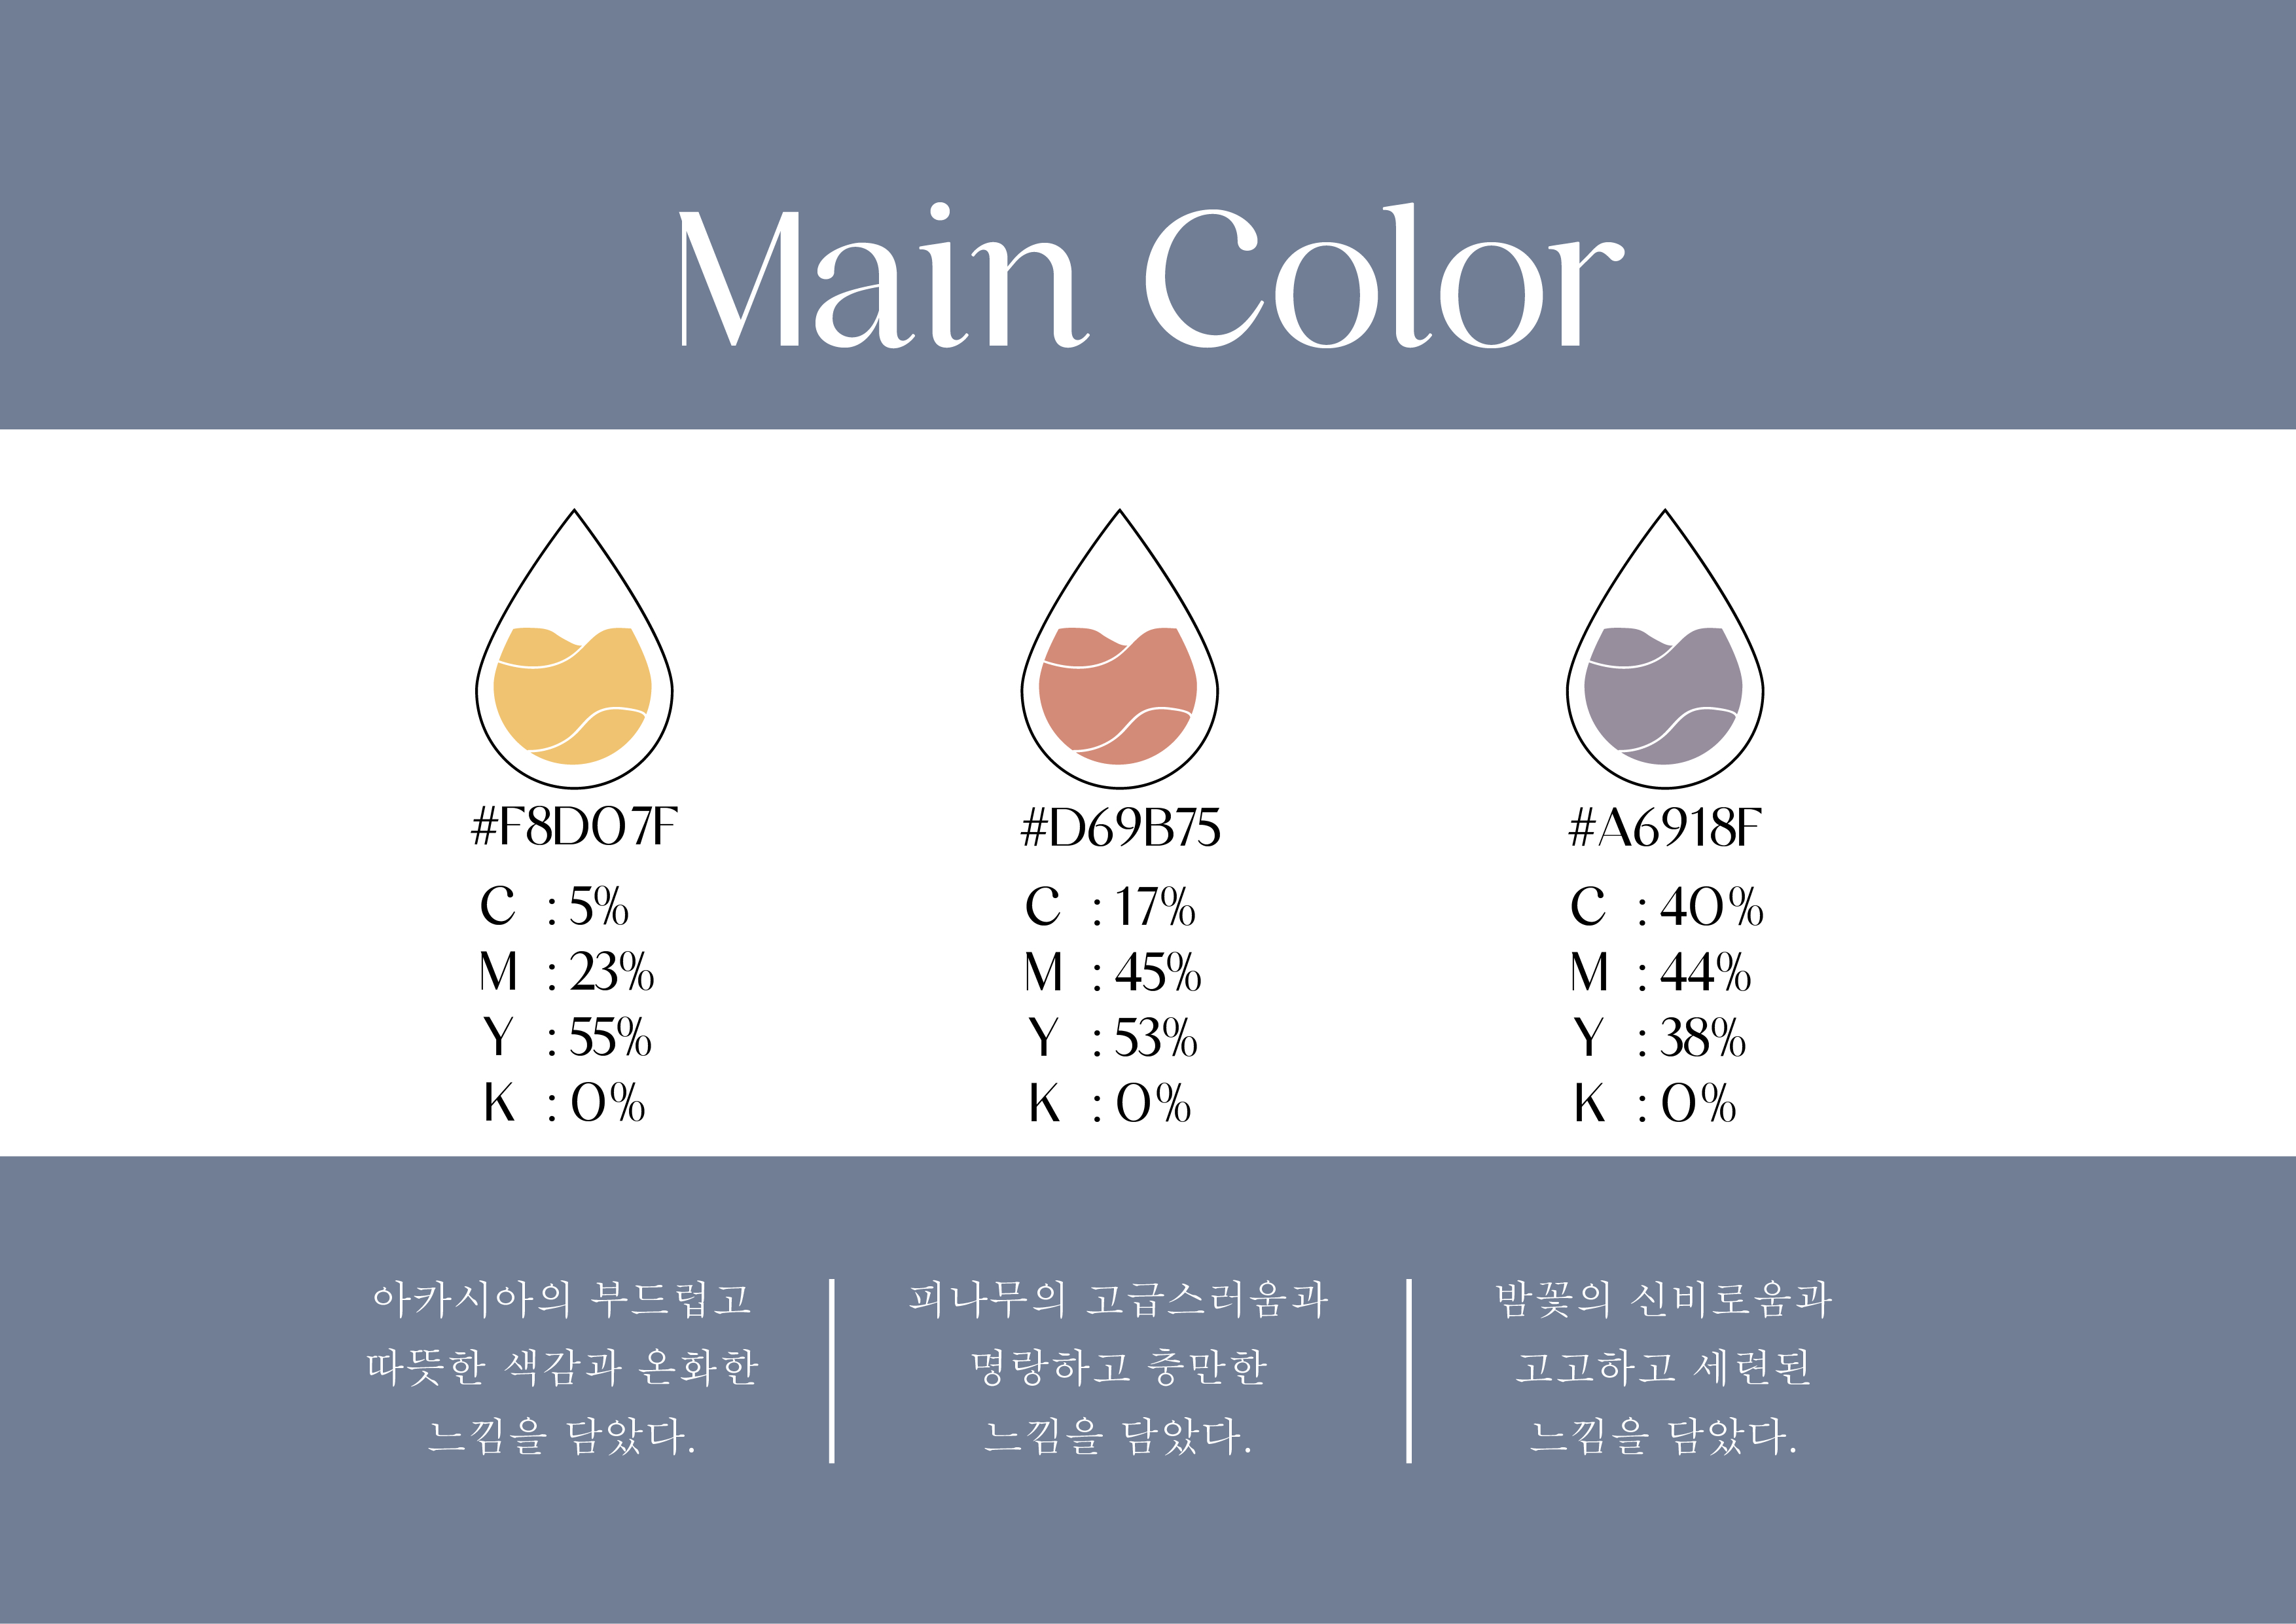 Main Color
#F8D07F
C : 5%
M : 23%
Y : 55%
K : 0%
#D69B75
C : 17%
M : 45%
Y : 53%
K : 0%
#A6918F
C : 40%
M : 44%
Y : 38%
K : 0%
아카시아의 부드럽고
따뜻한 색감과 온화한
느낌을 담았다.
피나무의 고급스러움과
명랑하고 충만한
느낌을 담았다.
밤꽃의 신비로움과
고고하고 세련된
느낌을 담았다.